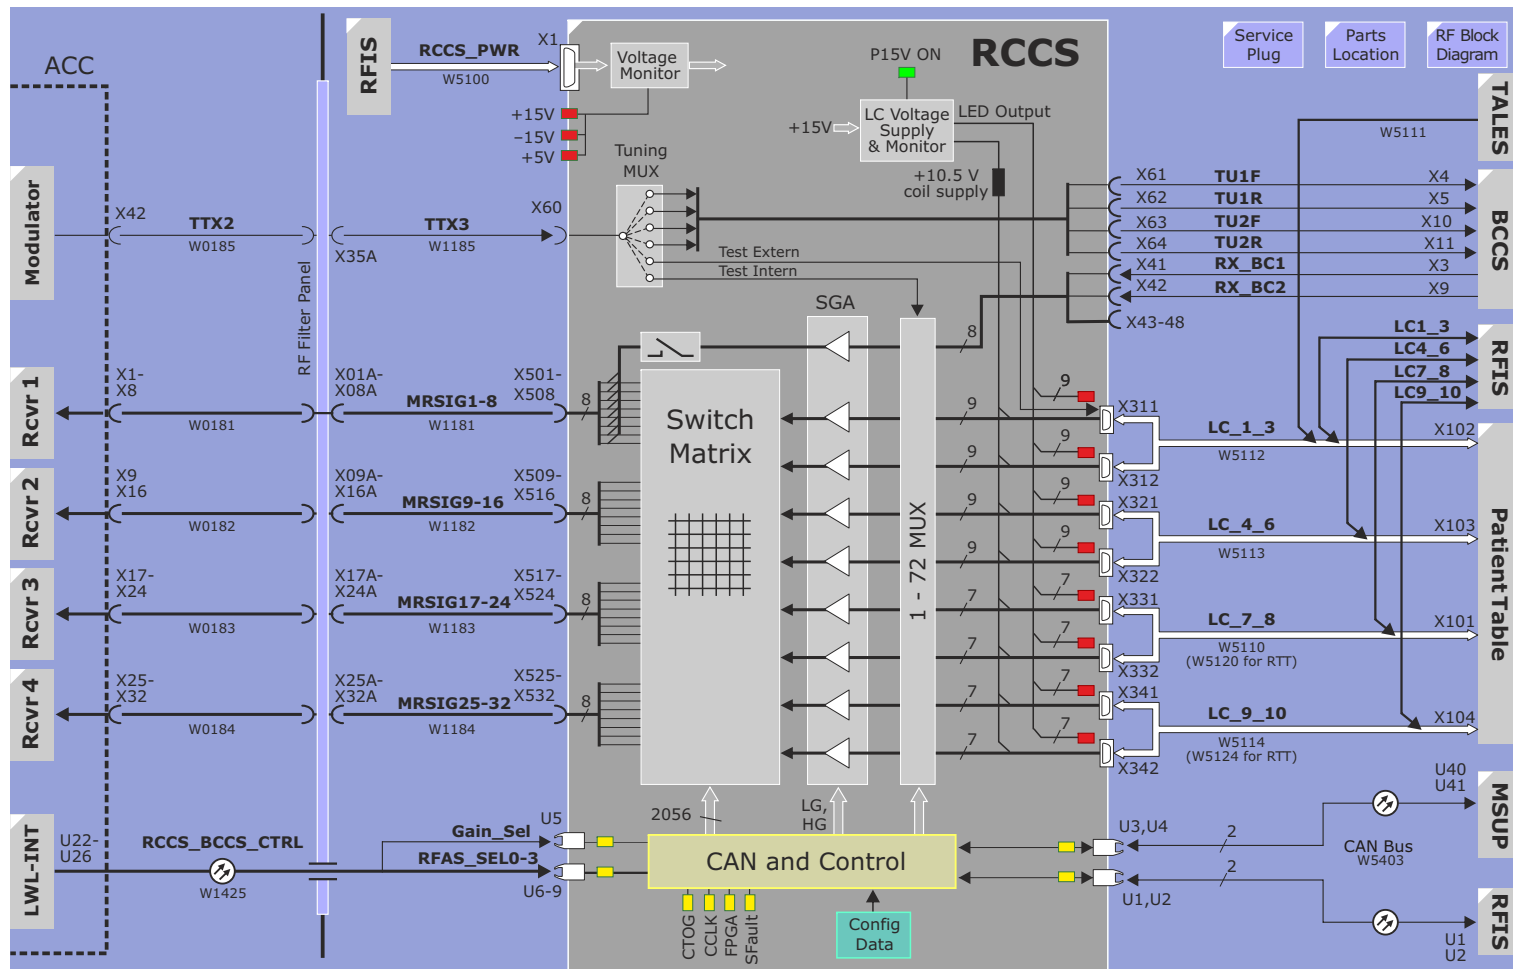 ACC
RFIS
RCCS_PWR
W5100
X1
Voltage
Monitor
+15V
–15V
+5V
RCCS
P15V ON
LC Voltage
Supply
& Monitor
+15V
LED Output
+10.5 V
coil supply
Service
Plug
Parts
Location
RF Block
Diagram
TALES
W5111
Modulator
X42
TTX2
W0185
X35A
TTX3
W1185
X60
Tuning
MUX
Test Extern
Test Intern
RF Filter Panel
X61
TU1F
X4
X62
TU1R
X5
X63
TU2F
X10
X64
TU2R
X11
X41
RX_BC1
X3
X42
RX_BC2
X9
X43-48
BCCS
SGA
8
LC1_3
LC4_6
LC7_8
LC9_10
RFIS
Rcvr 1
X1-
X8
W0181
X01A-
X08A
MRSIG1-8
W1181
X501-
X508
8
Switch
Matrix
1 - 72 MUX
9
9
X311
LC_1_3
W5112
X102
9
9
X312
Rcvr 2
X9
X16
W0182
X09A-
X16A
MRSIG9-16
W1182
X509-
X516
8
9
9
X321
LC_4_6
W5113
X103
9
9
X322
Patient Table
Rcvr 3
X17-
X24
W0183
X17A-
X24A
MRSIG17-24
W1183
X517-
X524
8
7
7
X331
LC_7_8
W5110
(W5120 for RTT)
X101
7
7
X332
Rcvr 4
X25-
X32
W0184
X25A-
X32A
MRSIG25-32
W1184
X525-
X532
8
7
7
X341
LC_9_10
W5114
(W5124 for RTT)
X104
7
7
X342
LWL-INT
U22-
U26
RCCS_BCCS_CTRL
W1425
Gain_Sel
U5
RFAS_SEL0-3
U6-9
2056
LG,
HG
CAN and Control
CTOG
CCLK
FPGA
SFault
Config
Data
U3,U4
2
U40
U41
MSUP
CAN Bus
W5403
U1,U2
2
U1
U2
RFIS